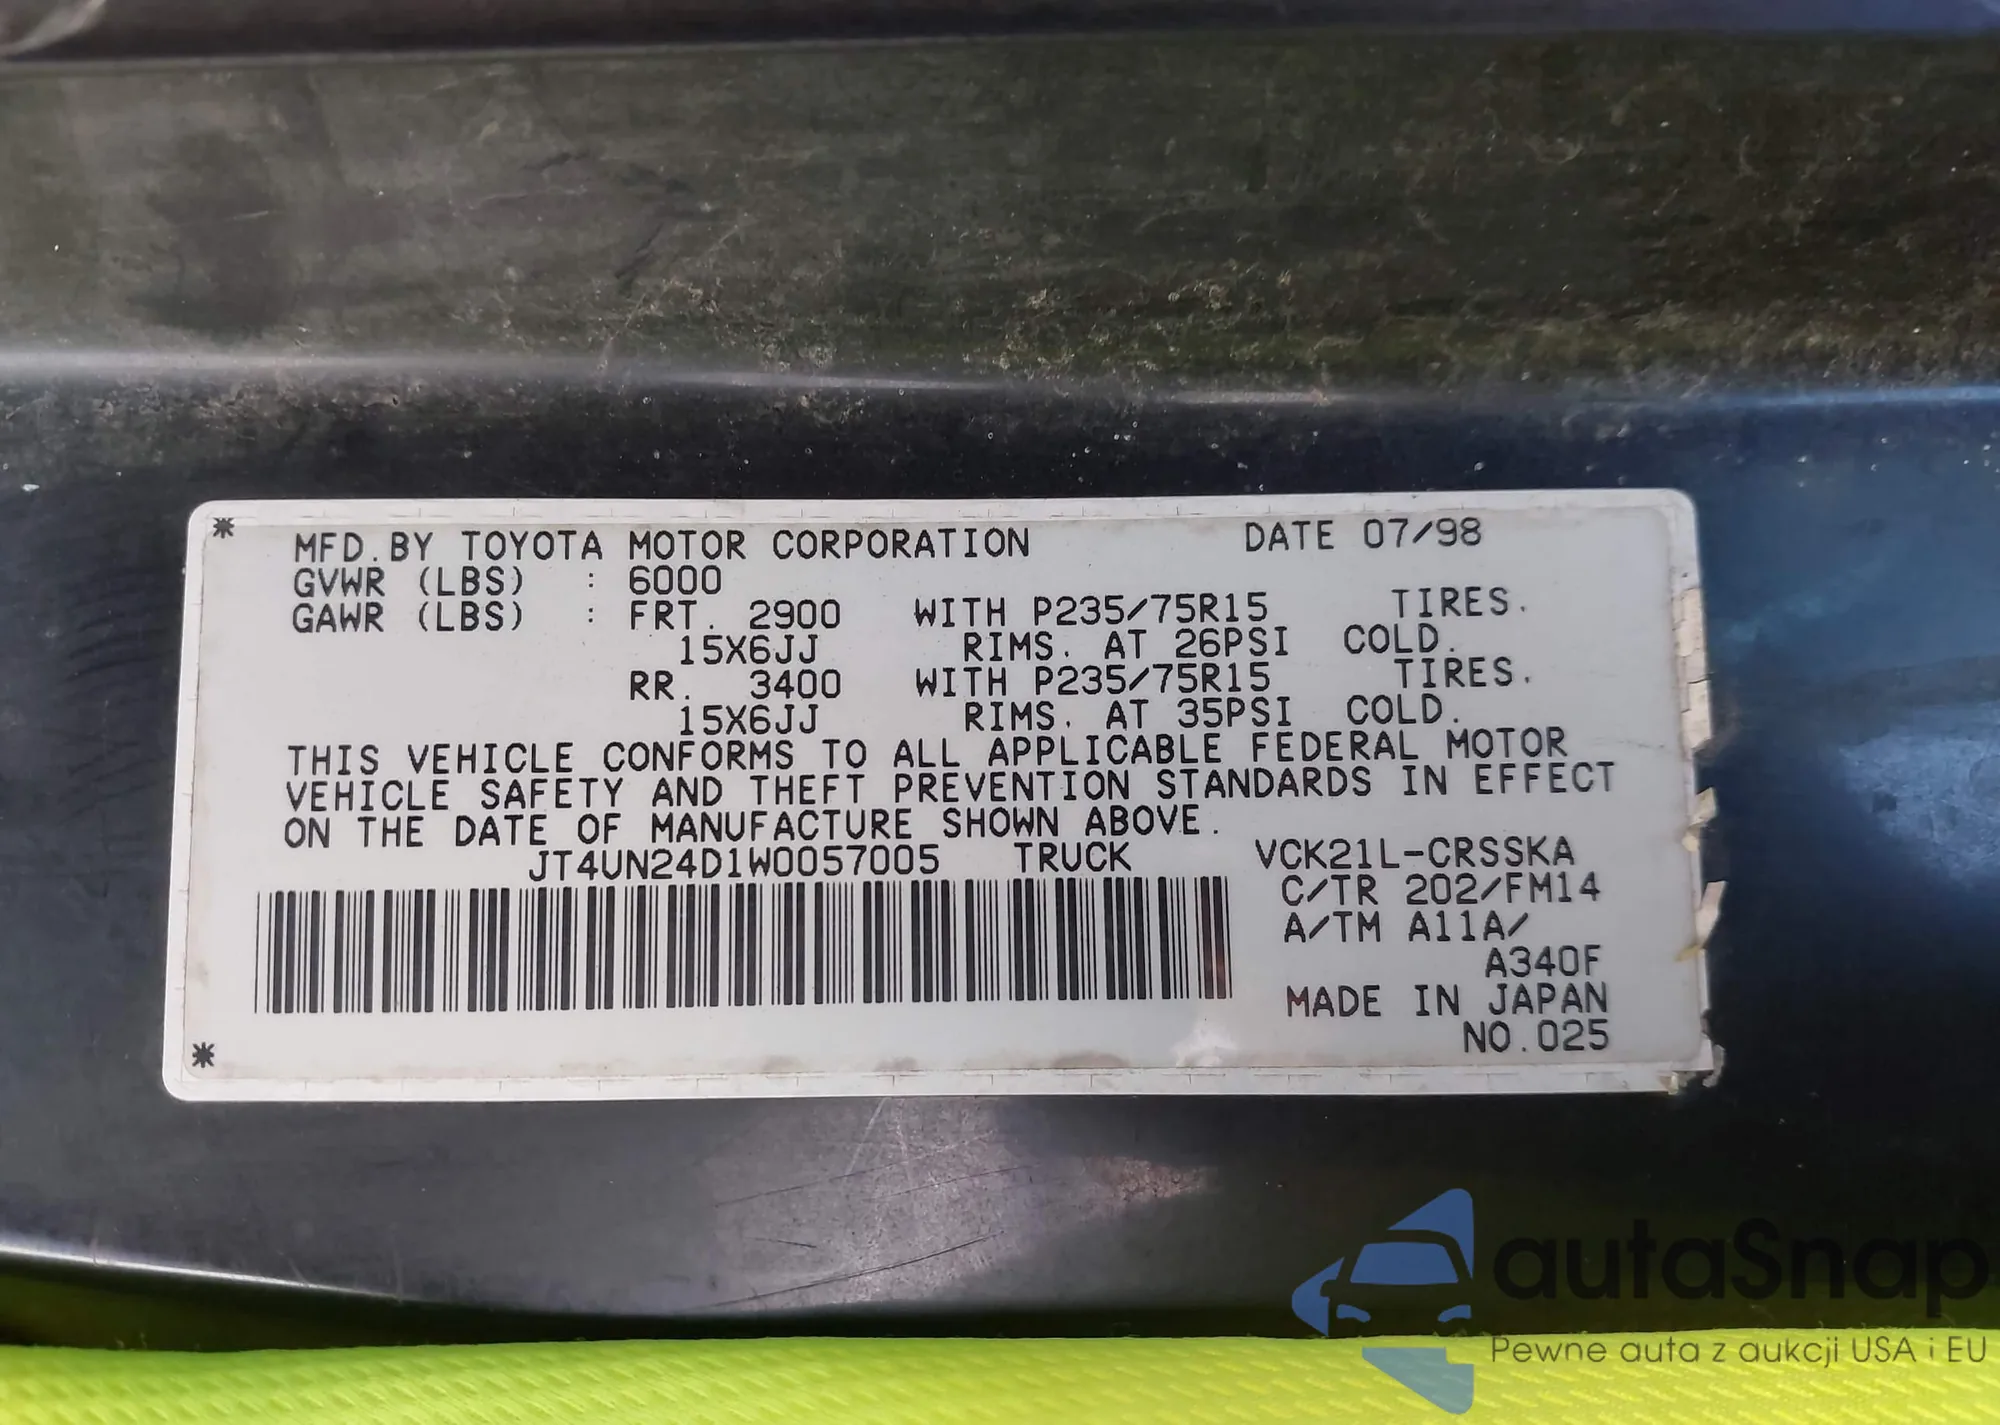 MFD.BY TOYOTA MOTOR CORPORATION DATE 07/98
GVWR (LBS) : 6000
GAWR (LBS) : FRT. 2900 WITH P235/75R15 TIRES.
15X6JJ RIMS. AT 26PSI COLD.
RR. 3400 WITH P235/75R15 TIRES.
15X6JJ RIMS. AT 35PSI COLD.
THIS VEHICLE CONFORMS TO ALL APPLICABLE FEDERAL MOTOR
VEHICLE SAFETY AND THEFT PREVENTION STANDARDS IN EFFECT
ON THE DATE OF MANUFACTURE SHOWN ABOVE.
JT4UN24D1W0057005 TRUCK VCK21L-CRSSKA
C/TR 202/FM14
A/TM A11A/
A340F
MADE IN JAPAN
NO.025
autaSnap
Pewne auta z aukcji USA i EU